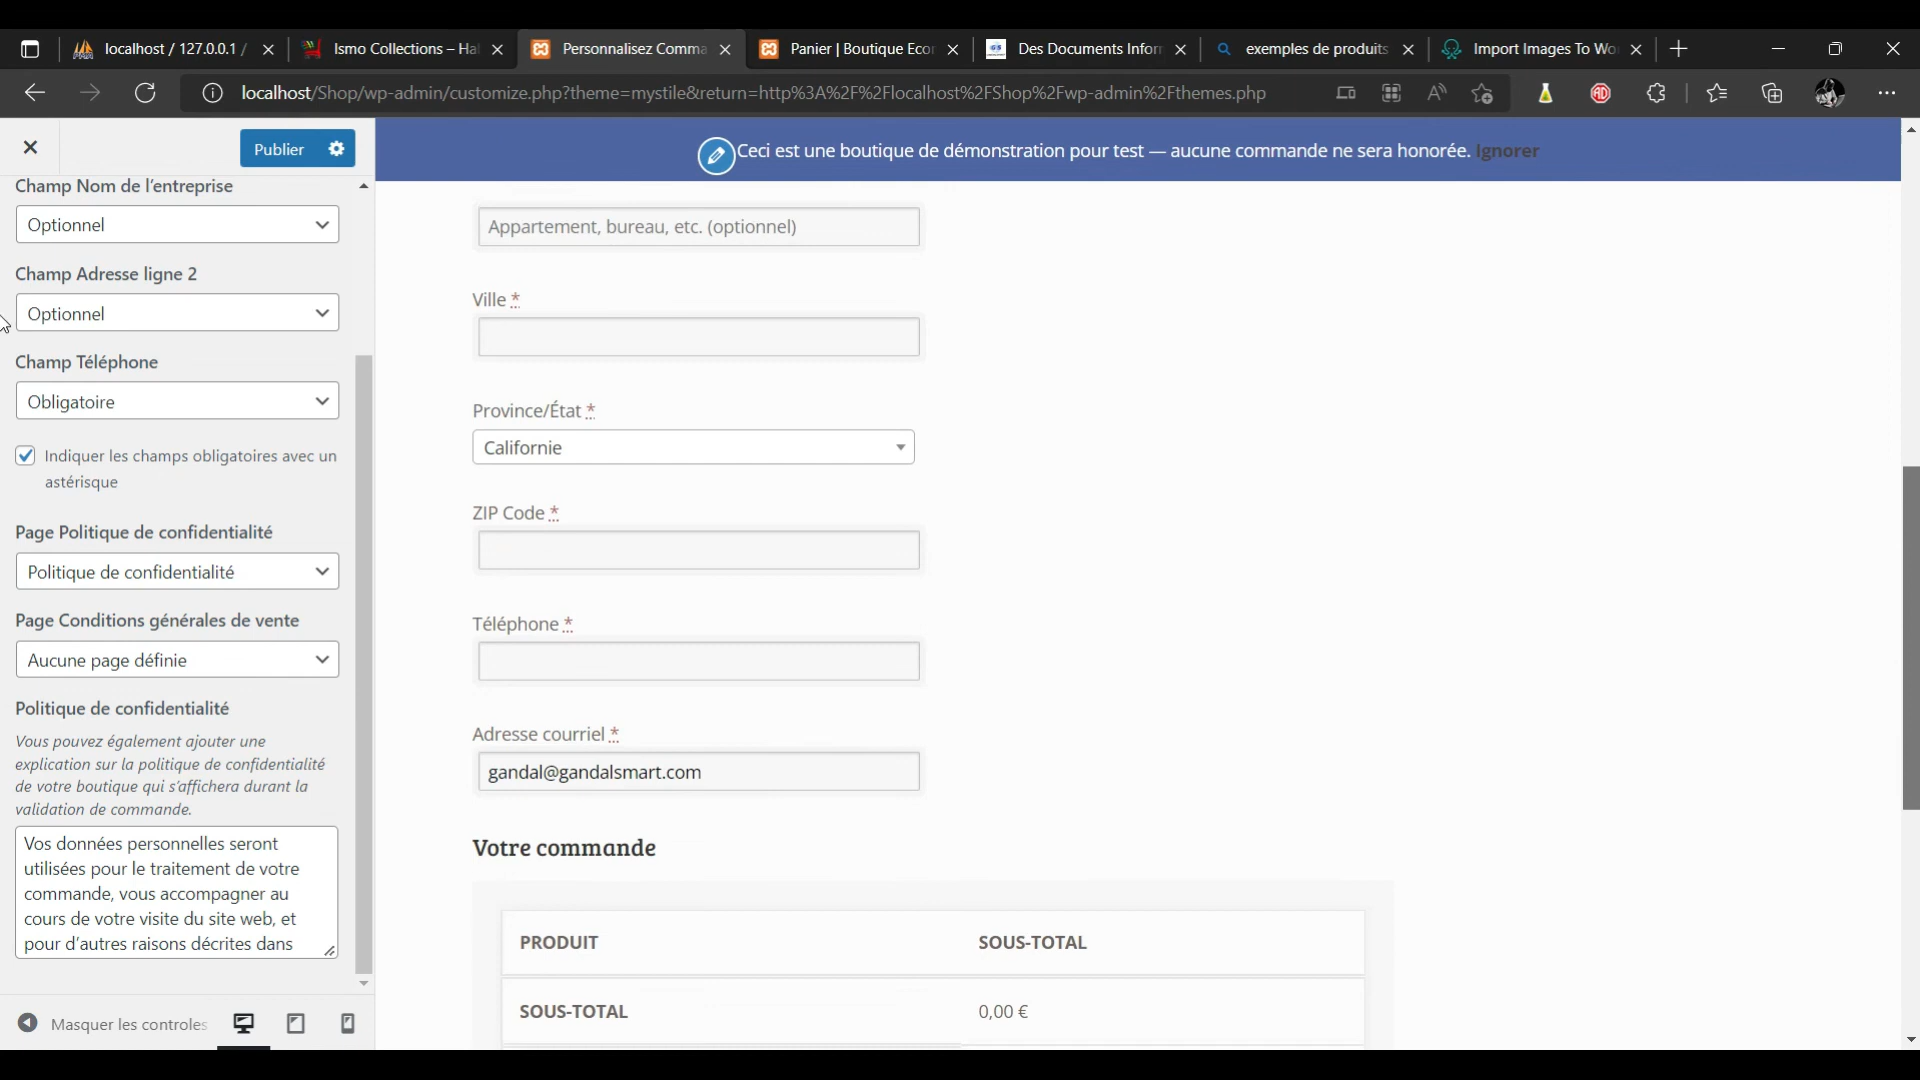 localhost / 127.0.0.1 /
Ismo Collections – Ha
Personnalisez Comma
Panier | Boutique Ecor
Des Documents Inforr
exemples de produits
Import Images To Wo
localhost/Shop/wp-admin/customize.php?theme=mystile&return=http%3A%2F%2Flocalhost%2FShop%2Fwp-admin%2Fthemes.php
Publier
Ceci est une boutique de démonstration pour test — aucune commande ne sera honorée. Ignorer
Champ Nom de l'entreprise
Optionnel
Champ Adresse ligne 2
Optionnel
Champ Téléphone
Obligatoire
Indiquer les champs obligatoires avec un
astérisque
Page Politique de confidentialité
Politique de confidentialité
Page Conditions générales de vente
Aucune page définie
Politique de confidentialité
Vous pouvez également ajouter une
explication sur la politique de confidentialité
de votre boutique qui s'affichera durant la
validation de commande.
Vos données personnelles seront
utilisées pour le traitement de votre
commande, vous accompagner au
cours de votre visite du site web, et
pour d'autres raisons décrites dans
Masquer les controles
Appartement, bureau, etc. (optionnel)
Ville *
Province/État *
Californie
ZIP Code *
Téléphone *
Adresse courriel *
gandal@gandalsmart.com
Votre commande
PRODUIT SOUS-TOTAL
SOUS-TOTAL 0,00 €